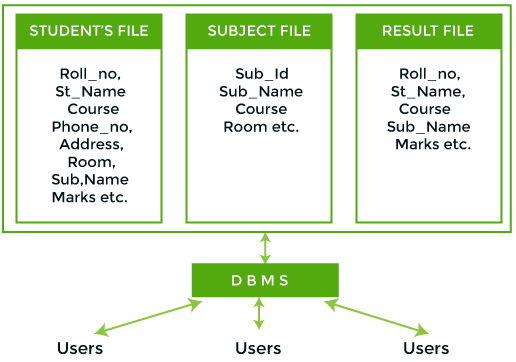 STUDENT'S FILE
Roll_no,
St_Name
Course
Phone_no,
Address,
Room,
Sub,Name
Marks etc.
SUBJECT FILE
Sub_Id
Sub_Name
Course
Room etc.
RESULT FILE
Roll_no,
St_Name,
Course
Sub_Name
Marks etc.
DBMS
Users
Users
Users